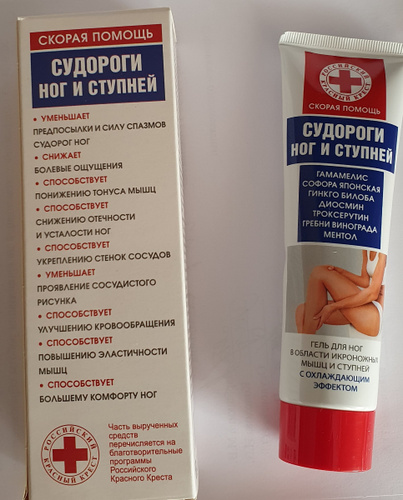 СКОРАЯ ПОМОЩЬ
СУДОРОГИ
НОГ И СТУПНЕЙ
• УМЕНЬШАЕТ
ПРЕДПОСЫЛКИ И СИЛУ СПАЗМОВ
СУДОРОГ НОГ
• СНИЖАЕТ
БОЛЕВЫЕ ОЩУЩЕНИЯ
• СПОСОБСТВУЕТ
ПОНИЖЕНИЮ ТОНУСА МЫШЦ
• СПОСОБСТВУЕТ
СНИЖЕНИЮ ОТЕЧНОСТИ
И УСТАЛОСТИ НОГ
• СПОСОБСТВУЕТ
УКРЕПЛЕНИЮ СТЕНОК СОСУДОВ
• УМЕНЬШАЕТ
ПРОЯВЛЕНИЕ СОСУДИСТОГО
РИСУНКА
• СПОСОБСТВУЕТ
УЛУЧШЕНИЮ КРОВООБРАЩЕНИЯ
• СПОСОБСТВУЕТ
ПОВЫШЕНИЮ ЭЛАСТИЧНОСТИ
МЫШЦ
• СПОСОБСТВУЕТ
БОЛЬШЕМУ КОМФОРТУ НОГ
РОССИЙСКИЙ
КРАСНЫЙ КРЕСТ
Часть вырученных
средств
перечисляется на
благотворительные
программы
Российского
Красного Креста
РОССИЙСКИЙ
КРАСНЫЙ КРЕСТ
СКОРАЯ ПОМОЩЬ
СУДОРОГИ
НОГ И СТУПНЕЙ
ГАМАМЕЛИС
СОФОРА ЯПОНСКАЯ
ГИНКГО БИЛОБА
ДИОСМИН
ТРОКСЕРУТИН
ГРЕБНИ ВИНОГРАДА
МЕНТОЛ
ГЕЛЬ ДЛЯ НОГ
В ОБЛАСТИ ИКРОНОЖНЫХ
МЫШЦ И СТУПНЕЙ
С ОХЛАЖДАЮЩИМ
ЭФФЕКТОМ